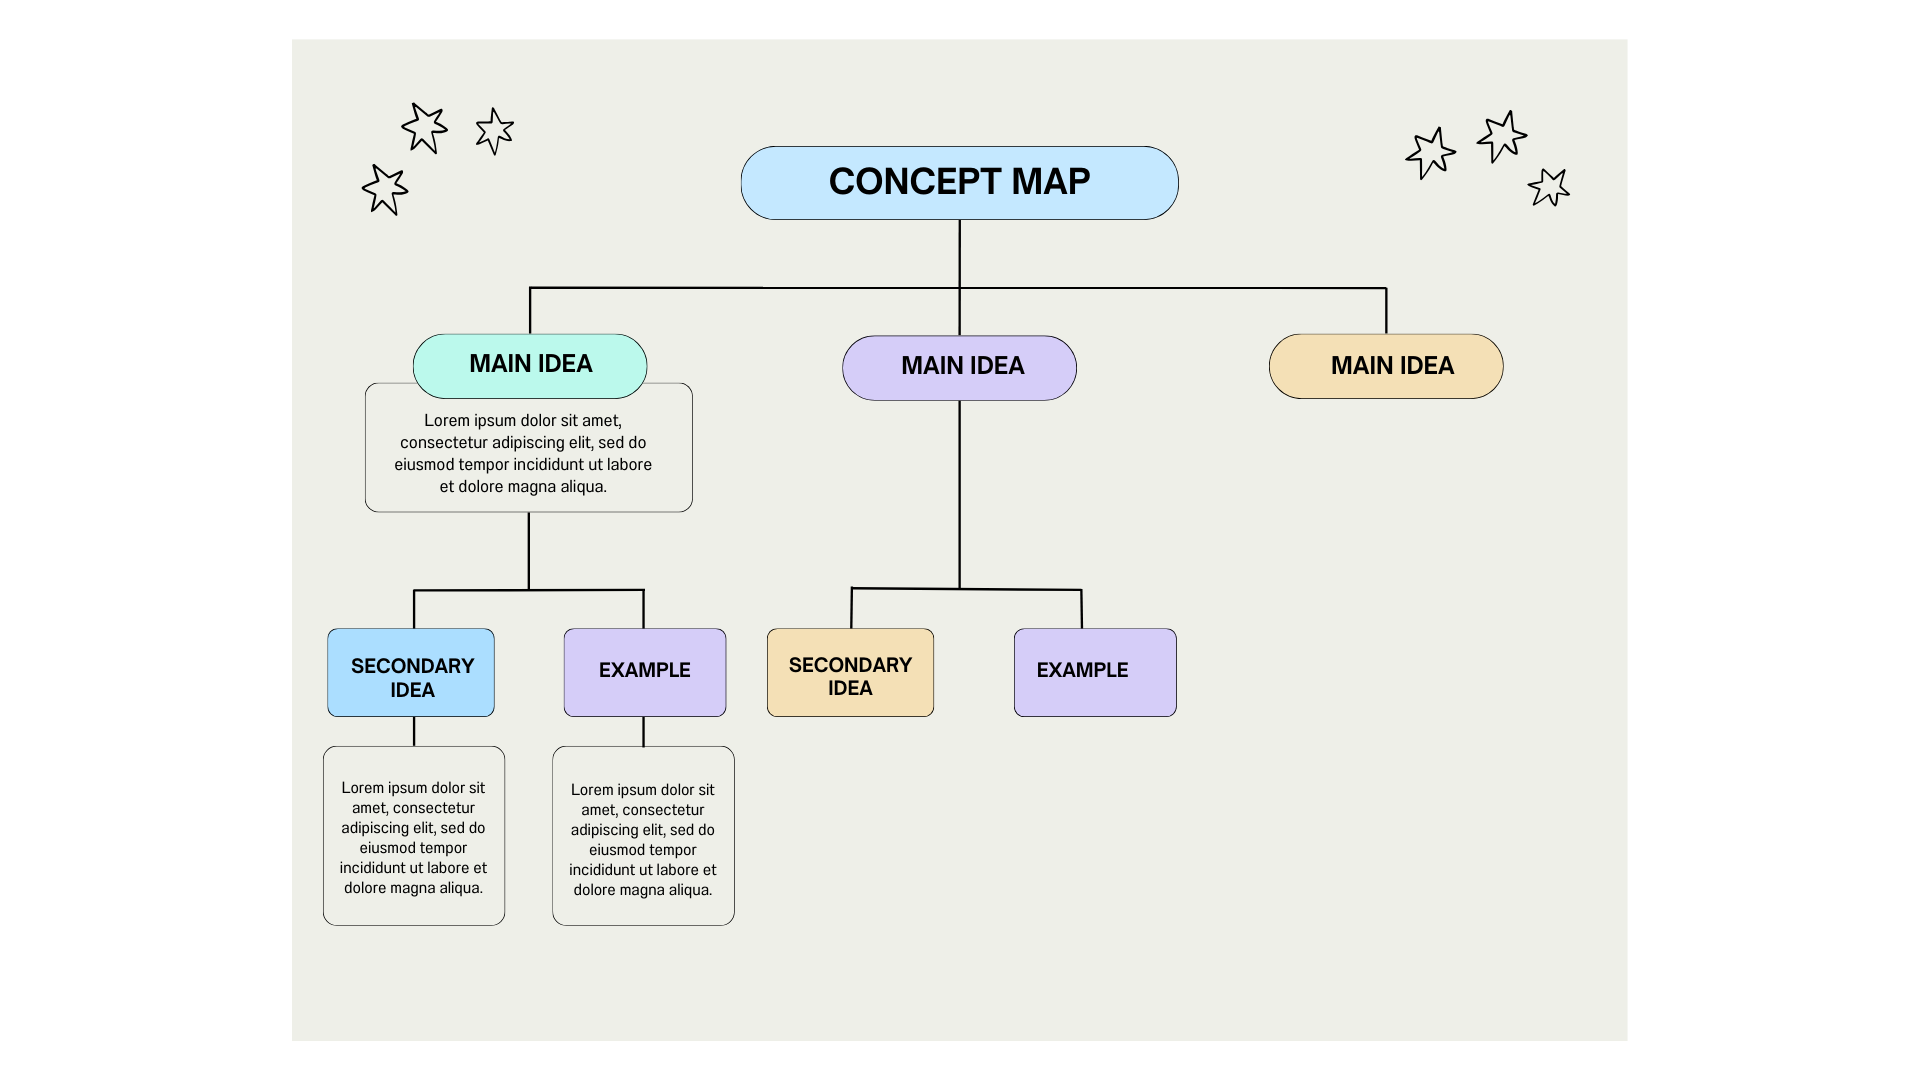 CONCEPT MAP
MAIN IDEA
MAIN IDEA
MAIN IDEA
Lorem ipsum dolor sit amet,
consectetur adipiscing elit, sed do
eiusmod tempor incididunt ut labore
et dolore magna aliqua.
SECONDARY
IDEA
EXAMPLE
SECONDARY
IDEA
EXAMPLE
Lorem ipsum dolor sit
amet, consectetur
adipiscing elit, sed do
eiusmod tempor
incididunt ut labore et
dolore magna aliqua.
Lorem ipsum dolor sit
amet, consectetur
adipiscing elit, sed do
eiusmod tempor
incididunt ut labore et
dolore magna aliqua.